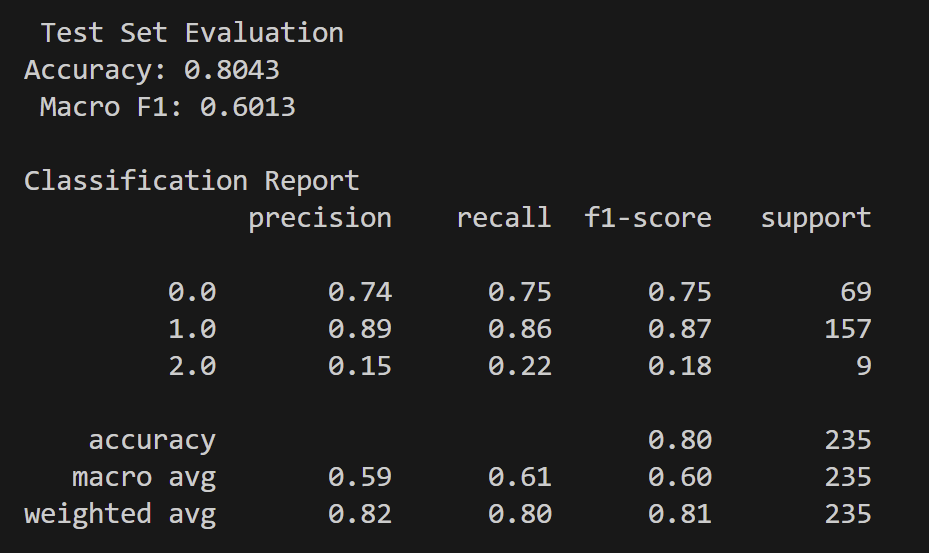 Test Set Evaluation
Accuracy: 0.8043
Macro F1: 0.6013
Classification Report
precision recall f1-score support
0.0 0.74 0.75 0.75 69
1.0 0.89 0.86 0.87 157
2.0 0.15 0.22 0.18 9
accuracy 0.80 235
macro avg 0.59 0.61 0.60 235
weighted avg 0.82 0.80 0.81 235